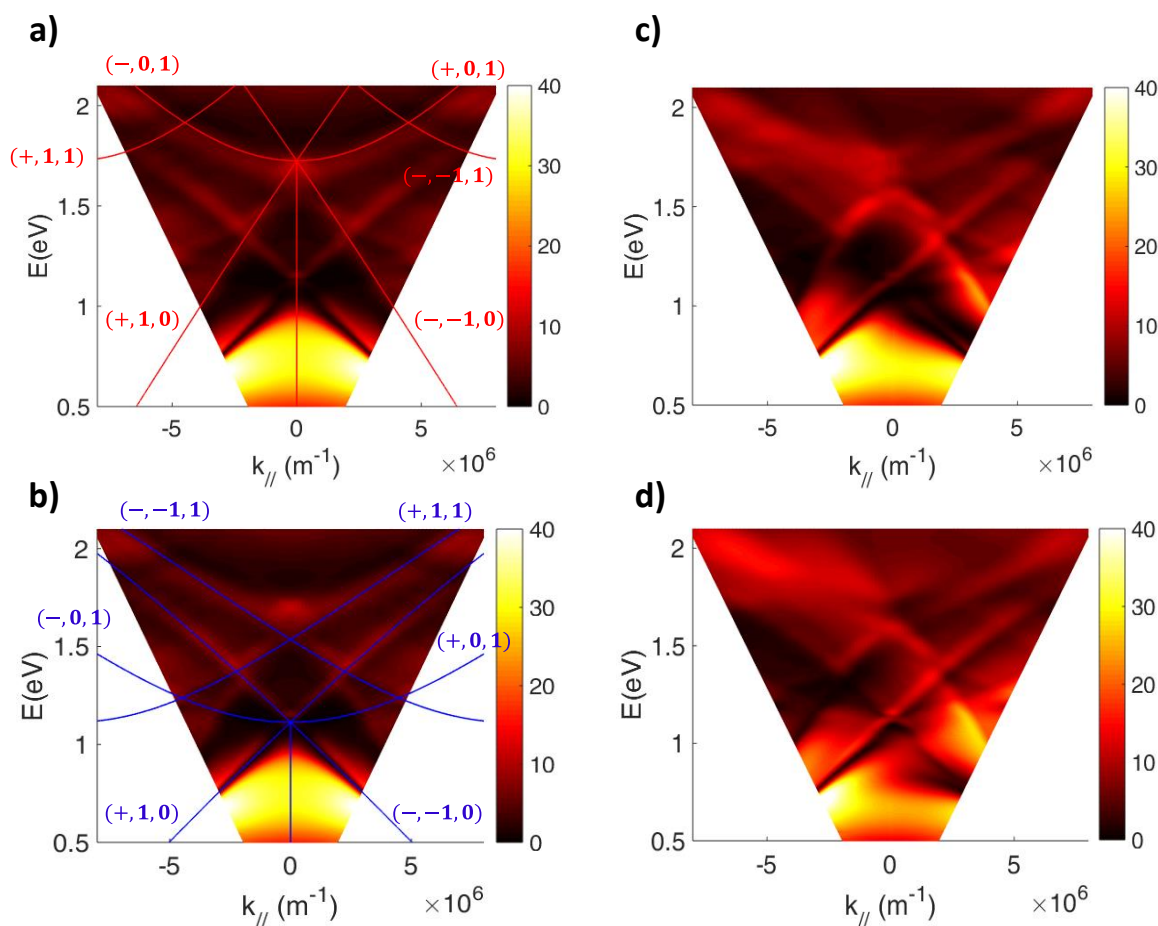 a)
(−, 0, 1)
(+, 0, 1)
(+, 1, 1)
(−, −1, 1)
(+, 1, 0)
(−, −1, 0)
E(eV)
2
1.5
1
0.5
-5
0
5
k// (m-1)
×10⁶
40
30
20
10
0
c)
E(eV)
2
1.5
1
0.5
-5
0
5
k// (m-1)
×10⁶
40
30
20
10
0
b)
(−, −1, 1)
(+, 1, 1)
(−, 0, 1)
(+, 0, 1)
(+, 1, 0)
(−, −1, 0)
E(eV)
2
1.5
1
0.5
-5
0
5
k// (m-1)
×10⁶
40
30
20
10
0
d)
E(eV)
2
1.5
1
0.5
-5
0
5
k// (m-1)
×10⁶
40
30
20
10
0